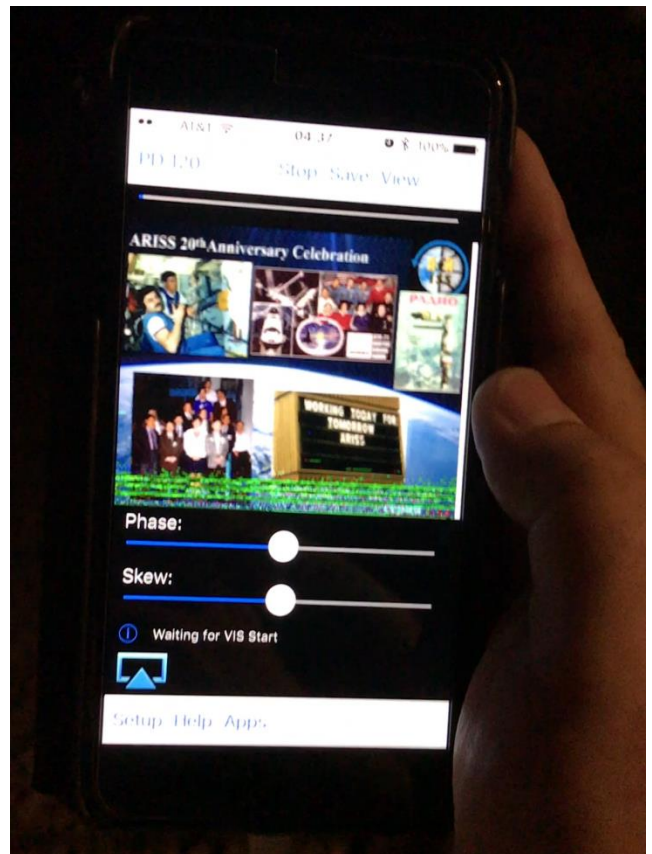 AT&T 04:37 100%
PD 120 Stop Save View
ARISS 20th Anniversary Celebration
РАДИО
WORKING TODAY FOR
TOMORROW
ARISS
Phase:
Skew:
Waiting for VIS Start
Setup Help Apps